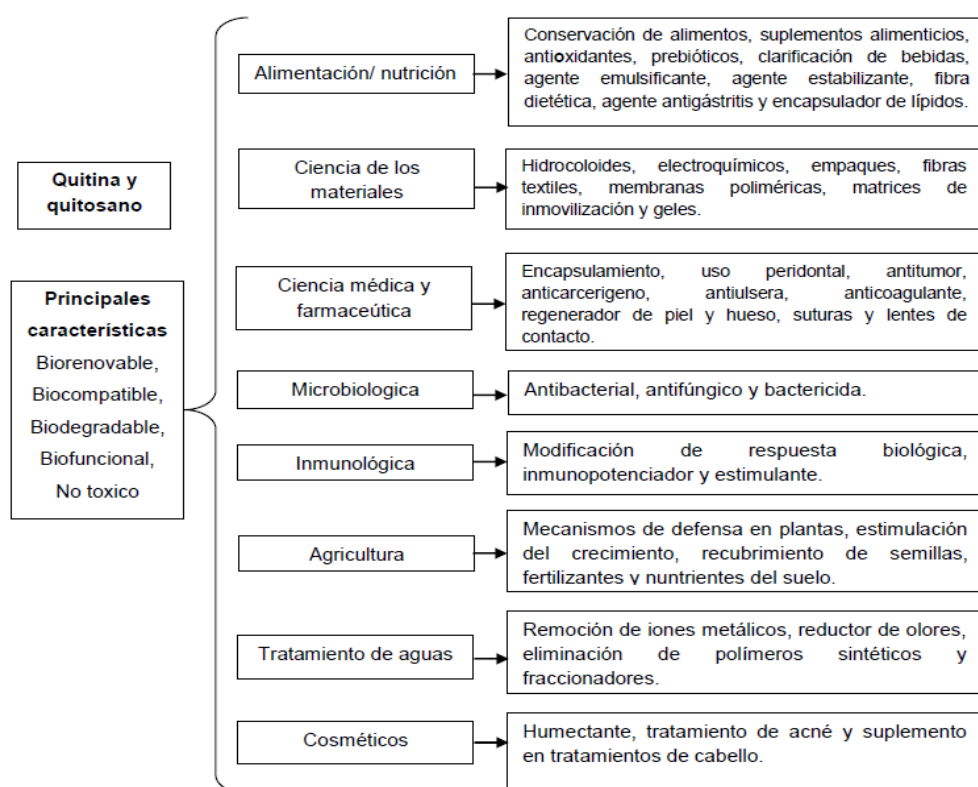 Quitina y
quitosano
Principales
características
Biorenovable,
Biocompatible,
Biodegradable,
Biofuncional,
No toxico
Alimentación/ nutrición
Conservación de alimentos, suplementos alimenticios,
antioxidantes, prebióticos, clarificación de bebidas,
agente emulsificante, agente estabilizante, fibra
dietética, agente antigástritis y encapsulador de lípidos.
Ciencia de los
materiales
Hidrocoloides, electroquímicos, empaques, fibras
textiles, membranas poliméricas, matrices de
inmovilización y geles.
Ciencia médica y
farmaceútica
Encapsulamiento, uso peridontal, antitumor,
anticarcerigeno, antiulsera, anticoagulante,
regenerador de piel y hueso, suturas y lentes de
contacto.
Microbiologica
Antibacterial, antifúngico y bactericida.
Inmunológica
Modificación de respuesta biológica,
inmunopotenciador y estimulante.
Agricultura
Mecanismos de defensa en plantas, estimulación
del crecimiento, recubrimiento de semillas,
fertilizantes y nuntrientes del suelo.
Tratamiento de aguas
Remoción de iones metálicos, reductor de olores,
eliminación de polímeros sintéticos y
fraccionadores.
Cosméticos
Humectante, tratamiento de acné y suplemento
en tratamientos de cabello.